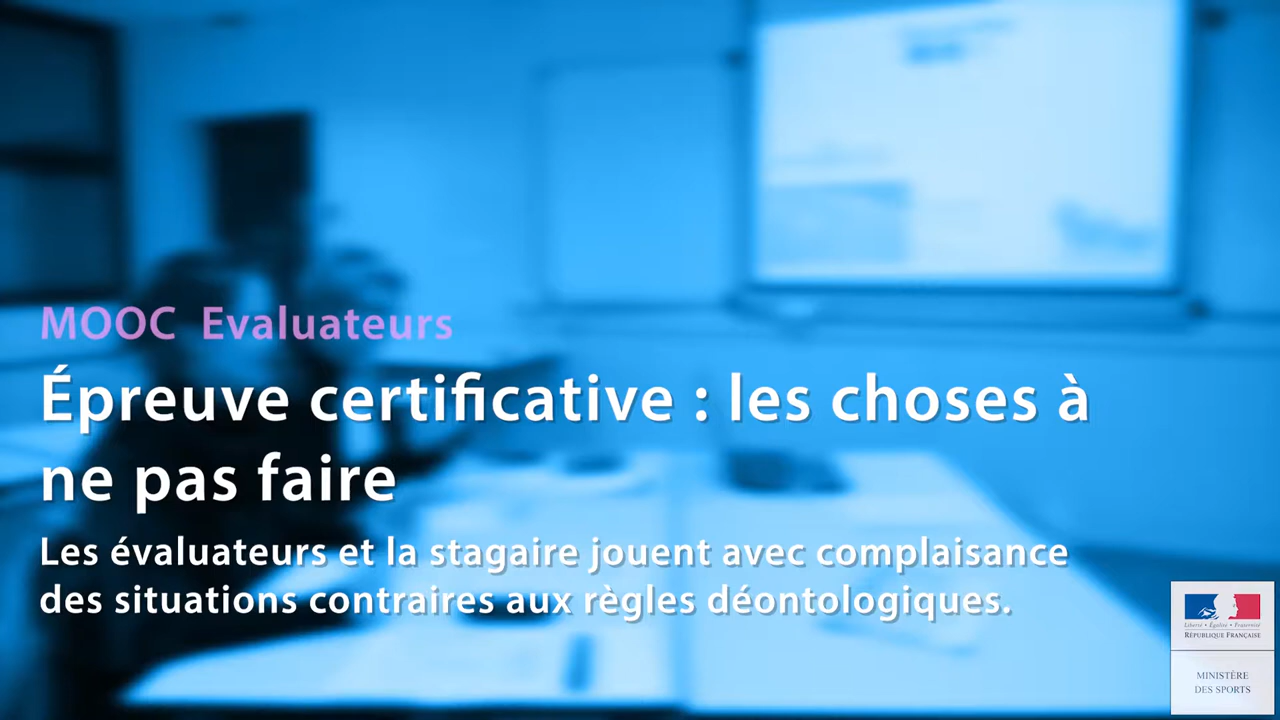 MOOC Evaluateurs
Épreuve certificative : les choses à
ne pas faire
Les évaluateurs et la stagaire jouent avec complaisance
des situations contraires aux règles déontologiques.
Liberté • Égalité • Fraternité
RÉPUBLIQUE FRANÇAISE
MINISTÈRE
DES SPORTS